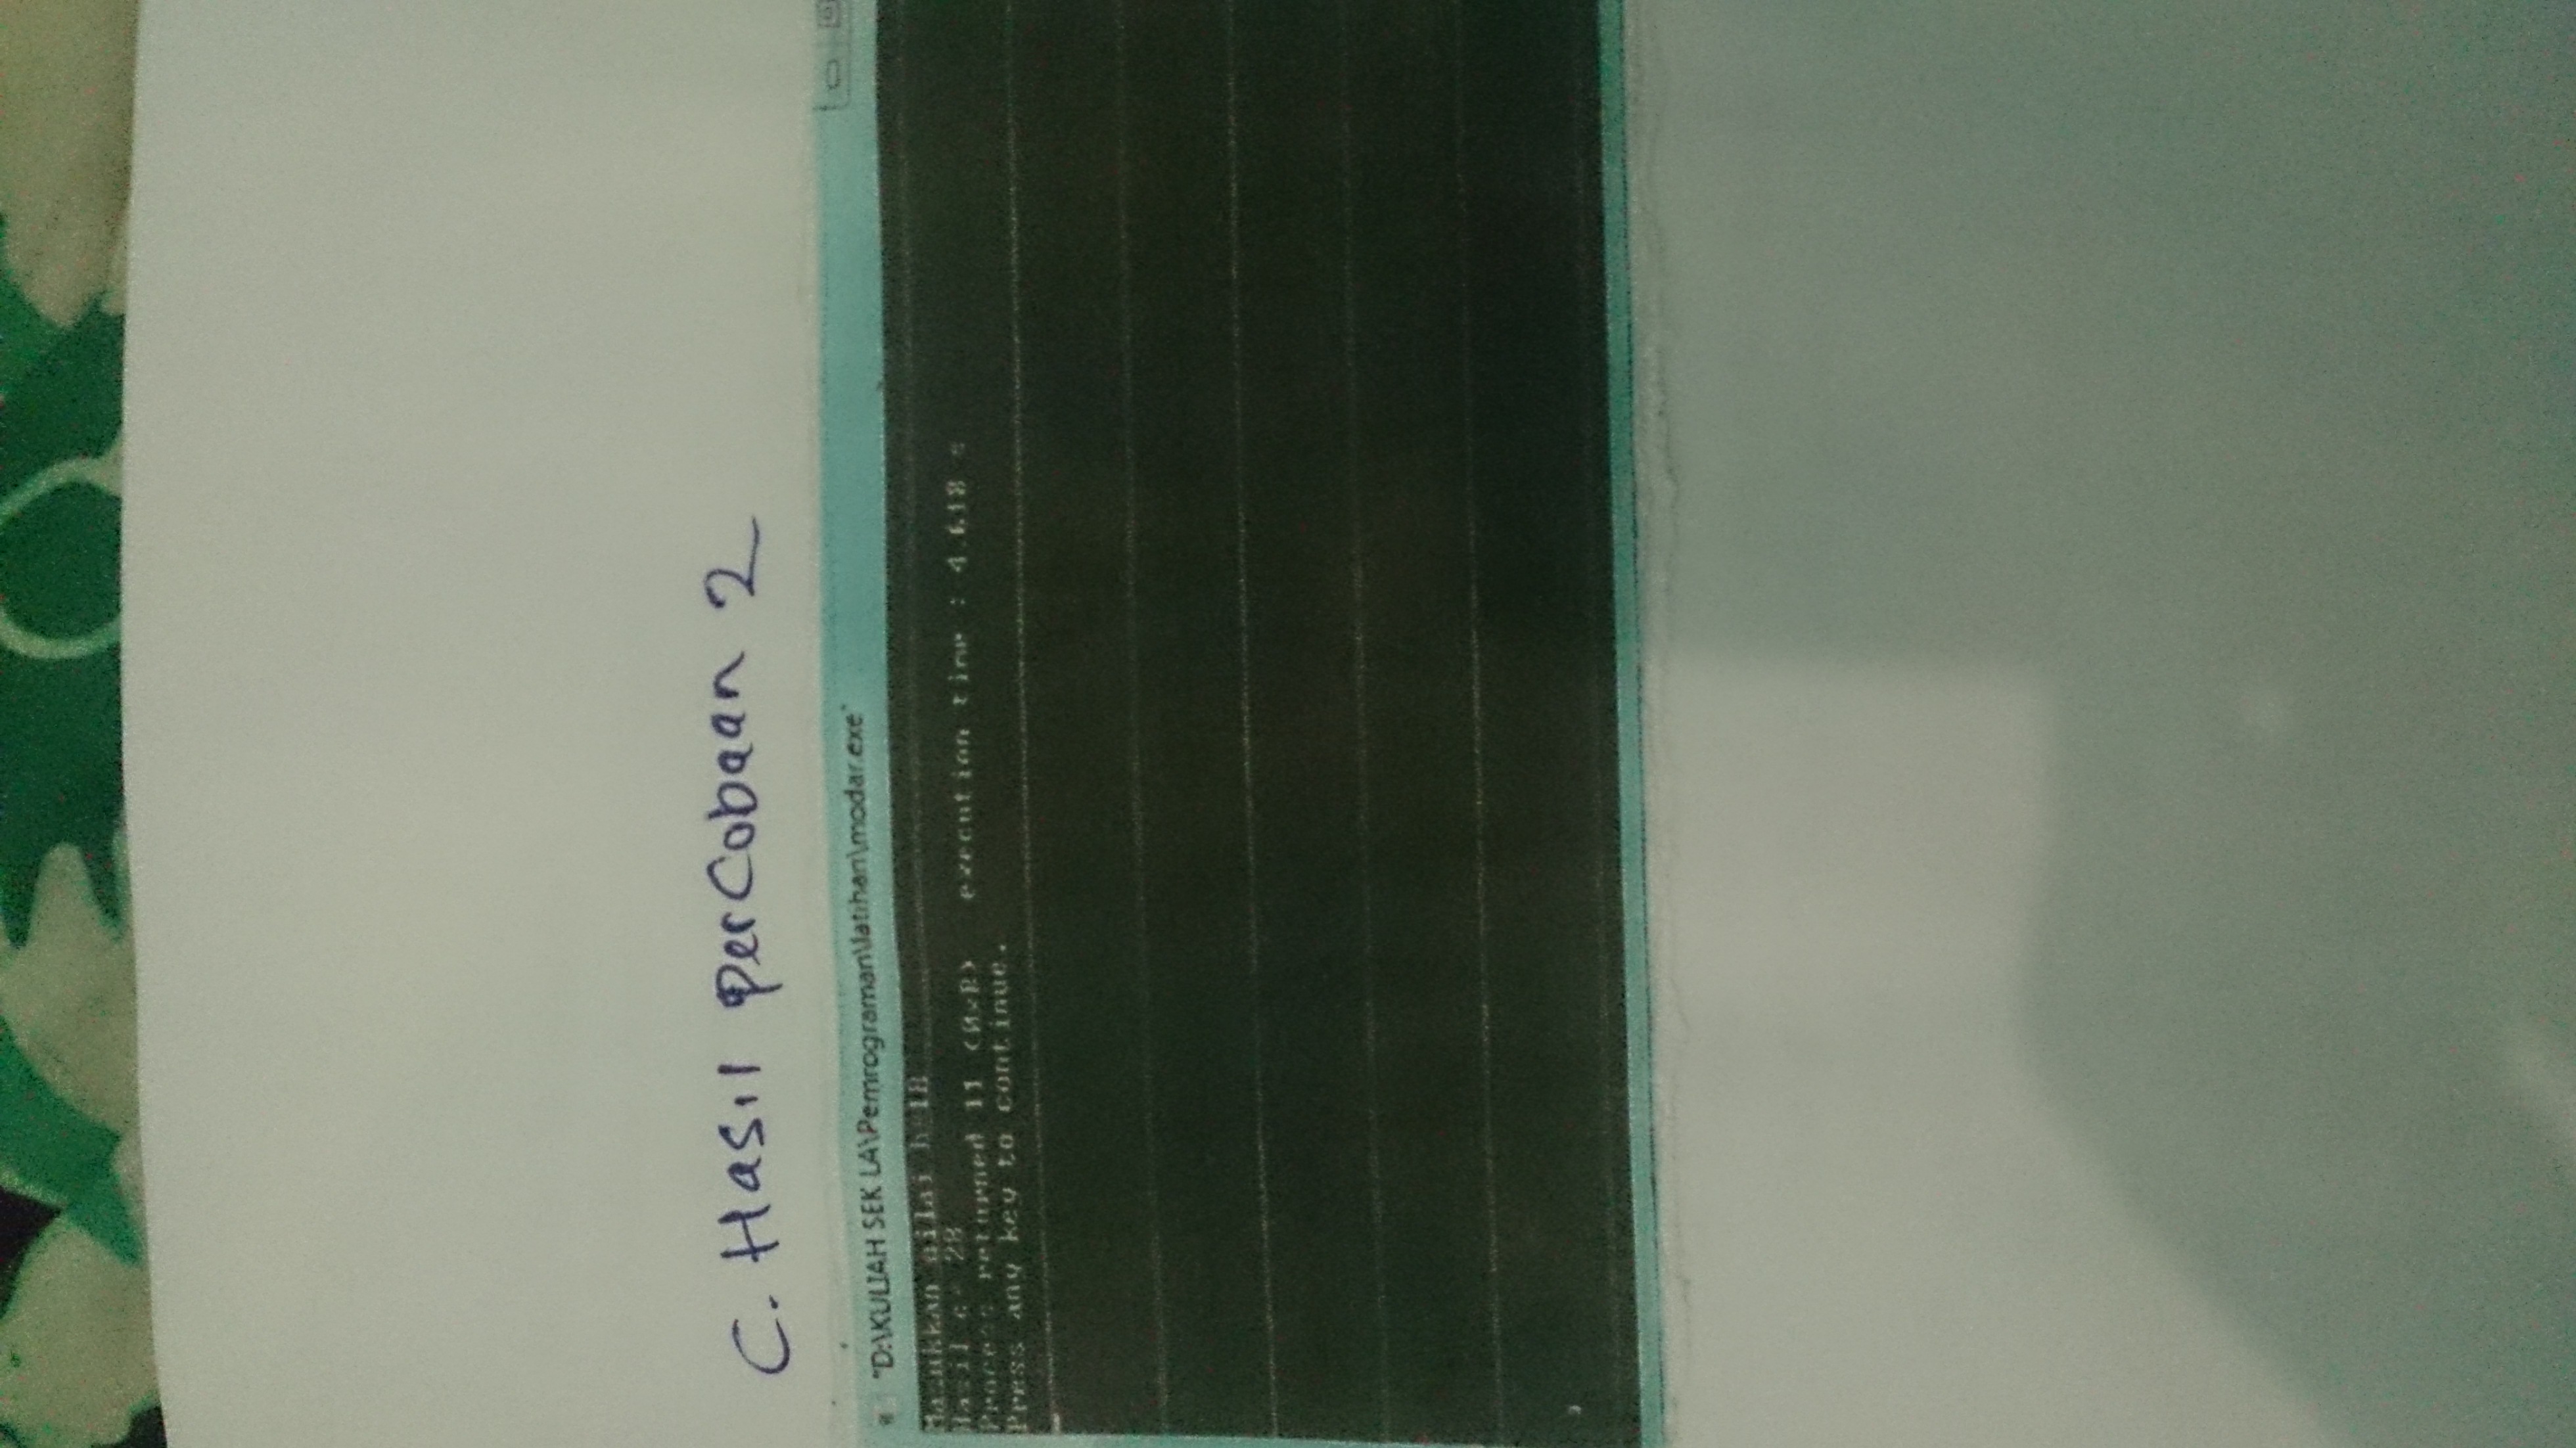 C. Hasil perCobaan 2
"D:\KULIAH SEK LA\Pemrograman\latihan\modar.exe"
Masukkan nilai b:18
Hasil c= 28
Process returned 11 (0xB) execution time : 4.618 s
Press any key to continue.